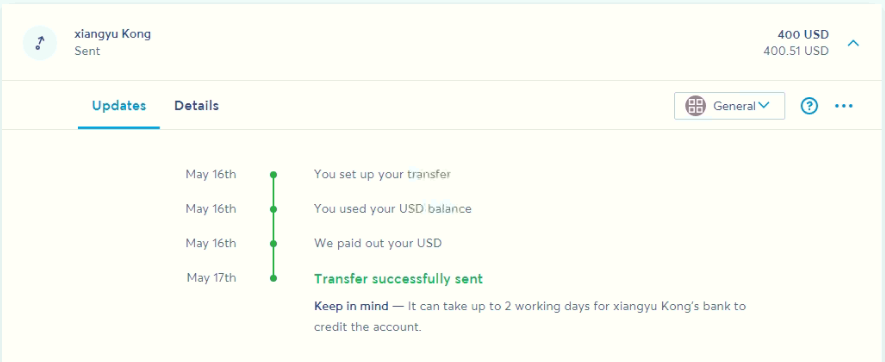 xiangyu Kong
400 USD
Sent
400.51 USD
Updates Details
General
May 16th You set up your transfer
May 16th You used your USD balance
May 16th We paid out your USD
May 17th Transfer successfully sent
Keep in mind — It can take up to 2 working days for xiangyu Kong's bank to
credit the account.